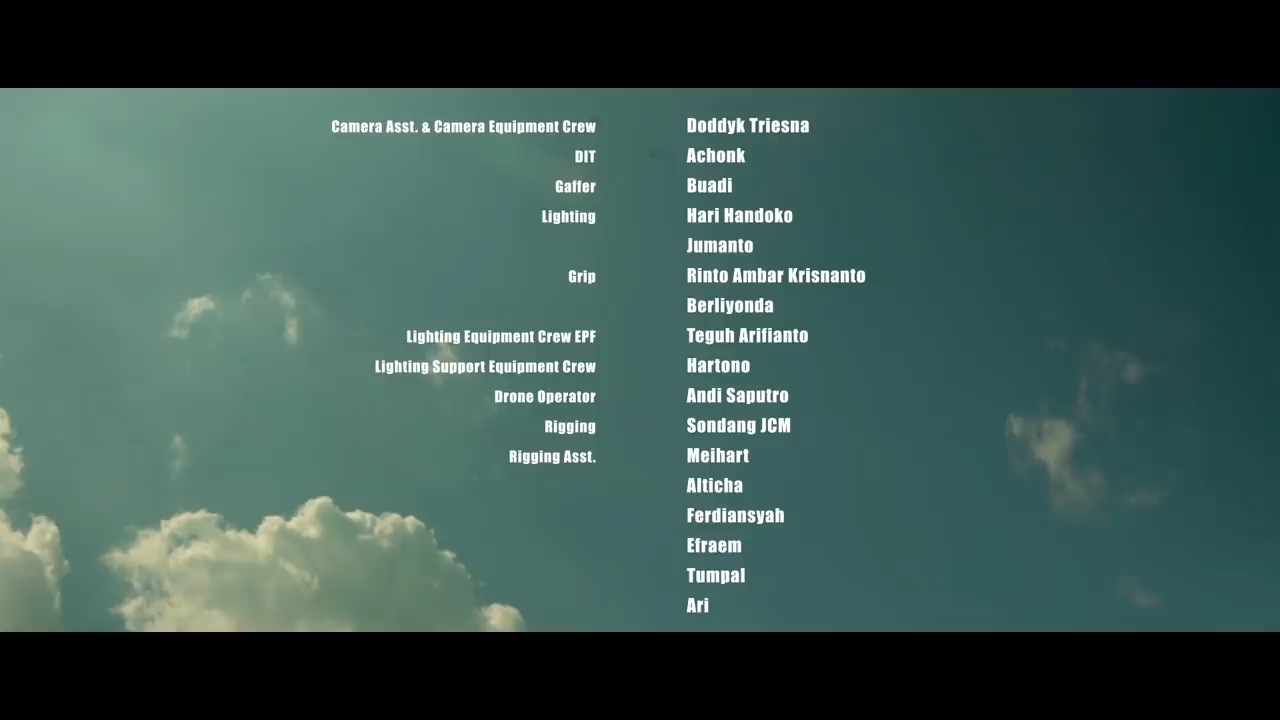 Camera Asst. & Camera Equipment Crew Doddyk Triesna
DIT Achonk
Gaffer Buadi
Lighting Hari Handoko
Jumanto
Grip Rinto Ambar Krisnanto
Berliyonda
Lighting Equipment Crew EPF Teguh Arifianto
Lighting Support Equipment Crew Hartono
Drone Operator Andi Saputro
Rigging Sondang JCM
Rigging Asst. Meihart
Alticha
Ferdiansyah
Efraem
Tumpal
Ari